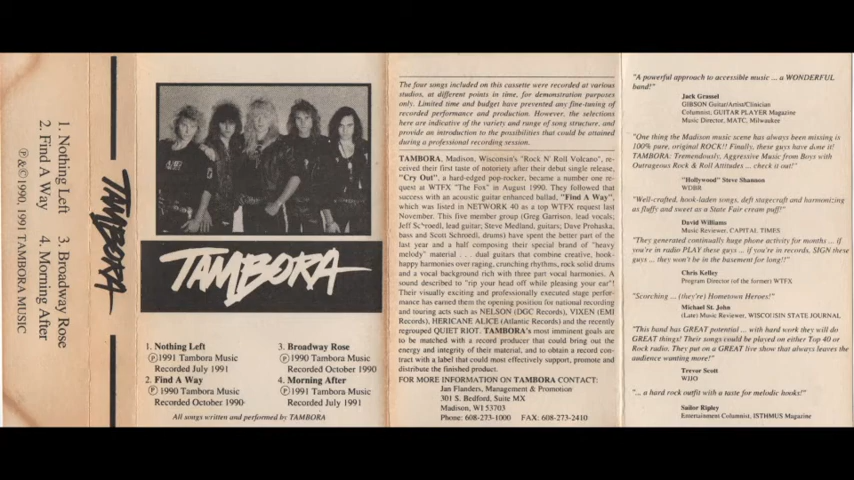 1. Nothing Left
2. Find A Way
3. Broadway Rose
4. Morning After
℗&© 1990, 1991 TAMBORA MUSIC
TAMBORA
TAMBORA
1. Nothing Left
℗1991 Tambora Music
Recorded July 1991
2. Find A Way
℗ 1990 Tambora Music
Recorded October 1990
3. Broadway Rose
℗ 1990 Tambora Music
Recorded October 1990
4. Morning After
℗ 1991 Tambora Music
Recorded July 1991
All songs written and performed by TAMBORA
The four songs included on this cassette were recorded at various
studios, at different points in time, for demonstration purposes
only. Limited time and budget have prevented any fine-tuning of
recorded performance and production. However, the selections
here are indicative of the variety and range of song structure, and
provide an introduction to the possibilities that could be attained
during a professional recording session.
TAMBORA, Madison, Wisconsin's "Rock N' Roll Volcano", re-
ceived their first taste of notoriety after their debut single release,
"Cry Out", a hard-edged pop-rocker, became a number one re-
quest at WTFX "The Fox" in August 1990. They followed that
success with an acoustic guitar enhanced ballad, "Find A Way",
which was listed in NETWORK 40 as a top WTFX request last
November. This five member group (Greg Garrison, lead vocals;
Jeff lead guitar; Steve Medland, guitars; Dave Prohaska,
bass and Scott Schroedl, drums) have spent the better part of the
last year and a half composing their special brand of "heavy
melody" material . . . dual guitars that combine creative, hook-
happy harmonies over raging, crunching rhythms, rock solid drums
and a vocal background rich with three part vocal harmonies. A
sound described to "rip your head off while pleasing your ear"!
Their visually exciting and professionally executed stage perfor-
mance has earned them the opening position for national recording
and touring acts such as NELSON (DGC Records), VIXEN (EMI
Records), HERICANE ALICE (Atlantic Records) and the recently
regrouped QUIET RIOT. TAMBORA's most imminent goals are
to be matched with a record producer that could bring out the
energy and integrity of their material, and to obtain a record con-
tract with a label that could most effectively support, promote and
distribute the finished product.
FOR MORE INFORMATION ON TAMBORA CONTACT:
Jan Flanders, Management & Promotion
301 S. Bedford, Suite MX
Madison, WI 53703
Phone: 608-273-1000 FAX: 608-273-2410
"A powerful approach to accessible music ... a WONDERFUL
band!"
Jack Grassel
GIBSON Guitar/Artist/Clinician
Columnist, GUITAR PLAYER Magazine
Music Director, MATC, Milwaukee
"One thing the Madison music scene has always been missing is
100% pure, original ROCK!! Finally, these guys have done it!
TAMBORA: Tremendously, Aggressive Music from Boys with
Outrageous Rock & Roll Attitudes ... check it out!"
"Hollywood" Steve Shannon
WDBR
"Well-crafted, hook-laden songs, deft stagecraft and harmonizing
as fluffy and sweet as a State Fair cream puff!"
David Williams
Music Reviewer, CAPITAL TIMES
"They generated continually huge phone activity for months ... if
you're in radio PLAY these guys ... if you're in records, SIGN these
guys ... they won't be in the basement for long!!"
Chris Kelley
Program Director (of the former) WTFX
"Scorching ... (they're) Hometown Heroes!"
Michael St. John
(Late) Music Reviewer, WISCONSIN STATE JOURNAL
"This band has GREAT potential ... with hard work they will do
GREAT things! Their songs could be played on either Top 40 or
Rock radio. They put on a GREAT live show that always leaves the
audience wanting more!"
Trevor Scott
WIJO
"... a hard rock outfit with a taste for melodic hooks!"
Sailor Ripley
Entertainment Columnist, ISTHMUS Magazine